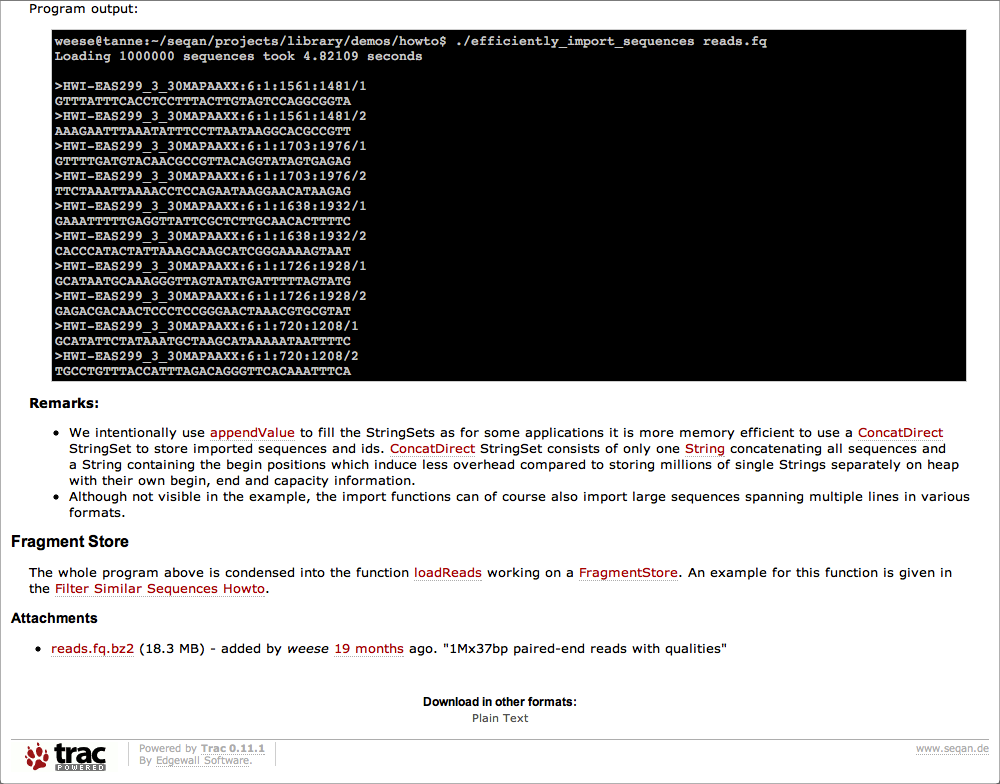 Program output:
weese@tanne:~/seqan/projects/library/demos/howto$ ./efficiently_import_sequences reads.fq
Loading 1000000 sequences took 4.82109 seconds
>HWI-EAS299_3_30MAPAAXX:6:1:1561:1481/1
GTTTATTTCACCTCCTTTACTTGTAGTCCAGGCGGTA
>HWI-EAS299_3_30MAPAAXX:6:1:1561:1481/2
AAAGAATTTAAATATTTCCTTAATAAGGCACGCCGTT
>HWI-EAS299_3_30MAPAAXX:6:1:1703:1976/1
GTTTTGATGTACAACGCCGTTACAGGTATAGTGAGAG
>HWI-EAS299_3_30MAPAAXX:6:1:1703:1976/2
TTCTAAATTAAAACCTCCAGAATAAGGAACATAAGAG
>HWI-EAS299_3_30MAPAAXX:6:1:1638:1932/1
GAAATTTTTGAGGTTATTCGCTCTTGCAACACTTTTC
>HWI-EAS299_3_30MAPAAXX:6:1:1638:1932/2
CACCCATACTATTAAAGCAAGCATCGGGAAAAGTAAT
>HWI-EAS299_3_30MAPAAXX:6:1:1726:1928/1
GCATAATGCAAAGGGTTAGTATATGATTTTTAGTATG
>HWI-EAS299_3_30MAPAAXX:6:1:1726:1928/2
GAGACGACAACTCCCTCCGGGAACTAAACGTGCGTAT
>HWI-EAS299_3_30MAPAAXX:6:1:720:1208/1
GCATATTCTATAAATGCTAAGCATAAAAATAATTTTC
>HWI-EAS299_3_30MAPAAXX:6:1:720:1208/2
TGCCTGTTTACCATTTAGACAGGGTTCACAAATTTCA
Remarks:
• We intentionally use appendValue to fill the StringSets as for some applications it is more memory efficient to use a ConcatDirect
StringSet to store imported sequences and ids. ConcatDirect StringSet consists of only one String concatenating all sequences and
a String containing the begin positions which induce less overhead compared to storing millions of single Strings separately on heap
with their own begin, end and capacity information.
• Although not visible in the example, the import functions can of course also import large sequences spanning multiple lines in various
formats.
Fragment Store
The whole program above is condensed into the function loadReads working on a FragmentStore. An example for this function is given in
the Filter Similar Sequences Howto.
Attachments
• reads.fq.bz2 (18.3 MB) - added by weese 19 months ago. "1Mx37bp paired-end reads with qualities"
Download in other formats:
Plain Text
trac
POWERED
Powered by Trac 0.11.1
By Edgewall Software.
www.seqan.de